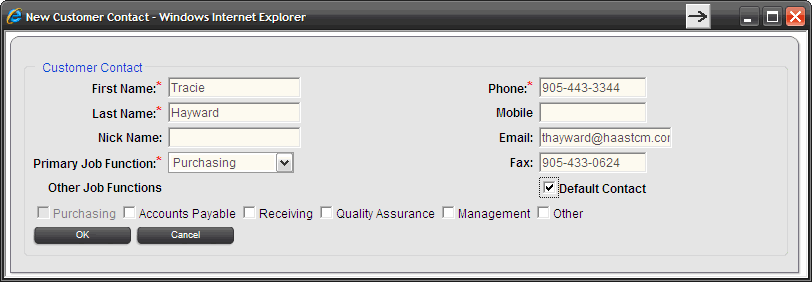 New Customer Contact - Windows Internet Explorer
Customer Contact
First Name:* Tracie Phone:* 905-443-3344
Last Name:* Hayward Mobile
Nick Name: Email: thayward@haastcm.cor
Primary Job Function:* Purchasing Fax: 905-433-0624
Other Job Functions Default Contact
Purchasing Accounts Payable Receiving Quality Assurance Management Other
OK Cancel